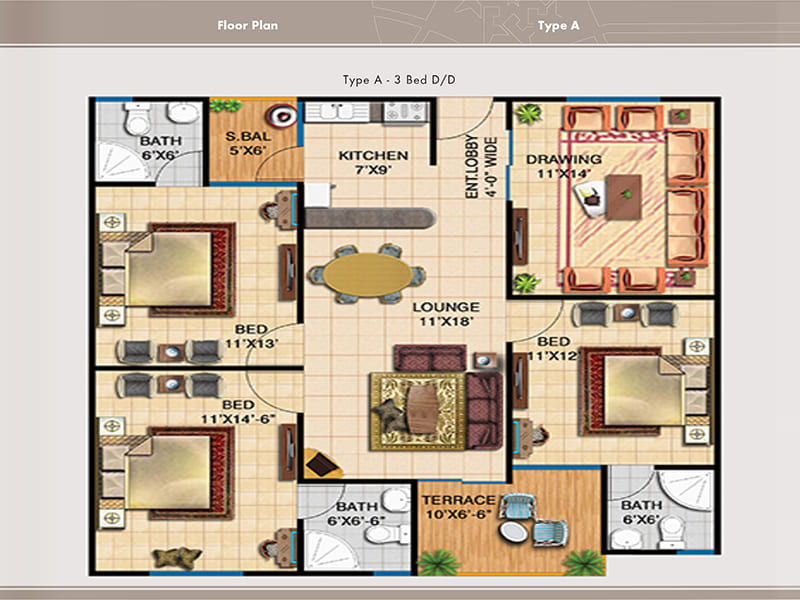 Floor Plan
Type A
Type A - 3 Bed D/D
BATH
6'X6'
S.BAL
5'X6'
KITCHEN
7'X9'
ENT.LOBBY
4'-0" WIDE
DRAWING
11'X14'
LOUNGE
11'X18'
BED
11'X13'
BED
11'X12'
BED
11'X14'-6"
BATH
6'X6'-6"
TERRACE
10'X6'-6"
BATH
6'X6'